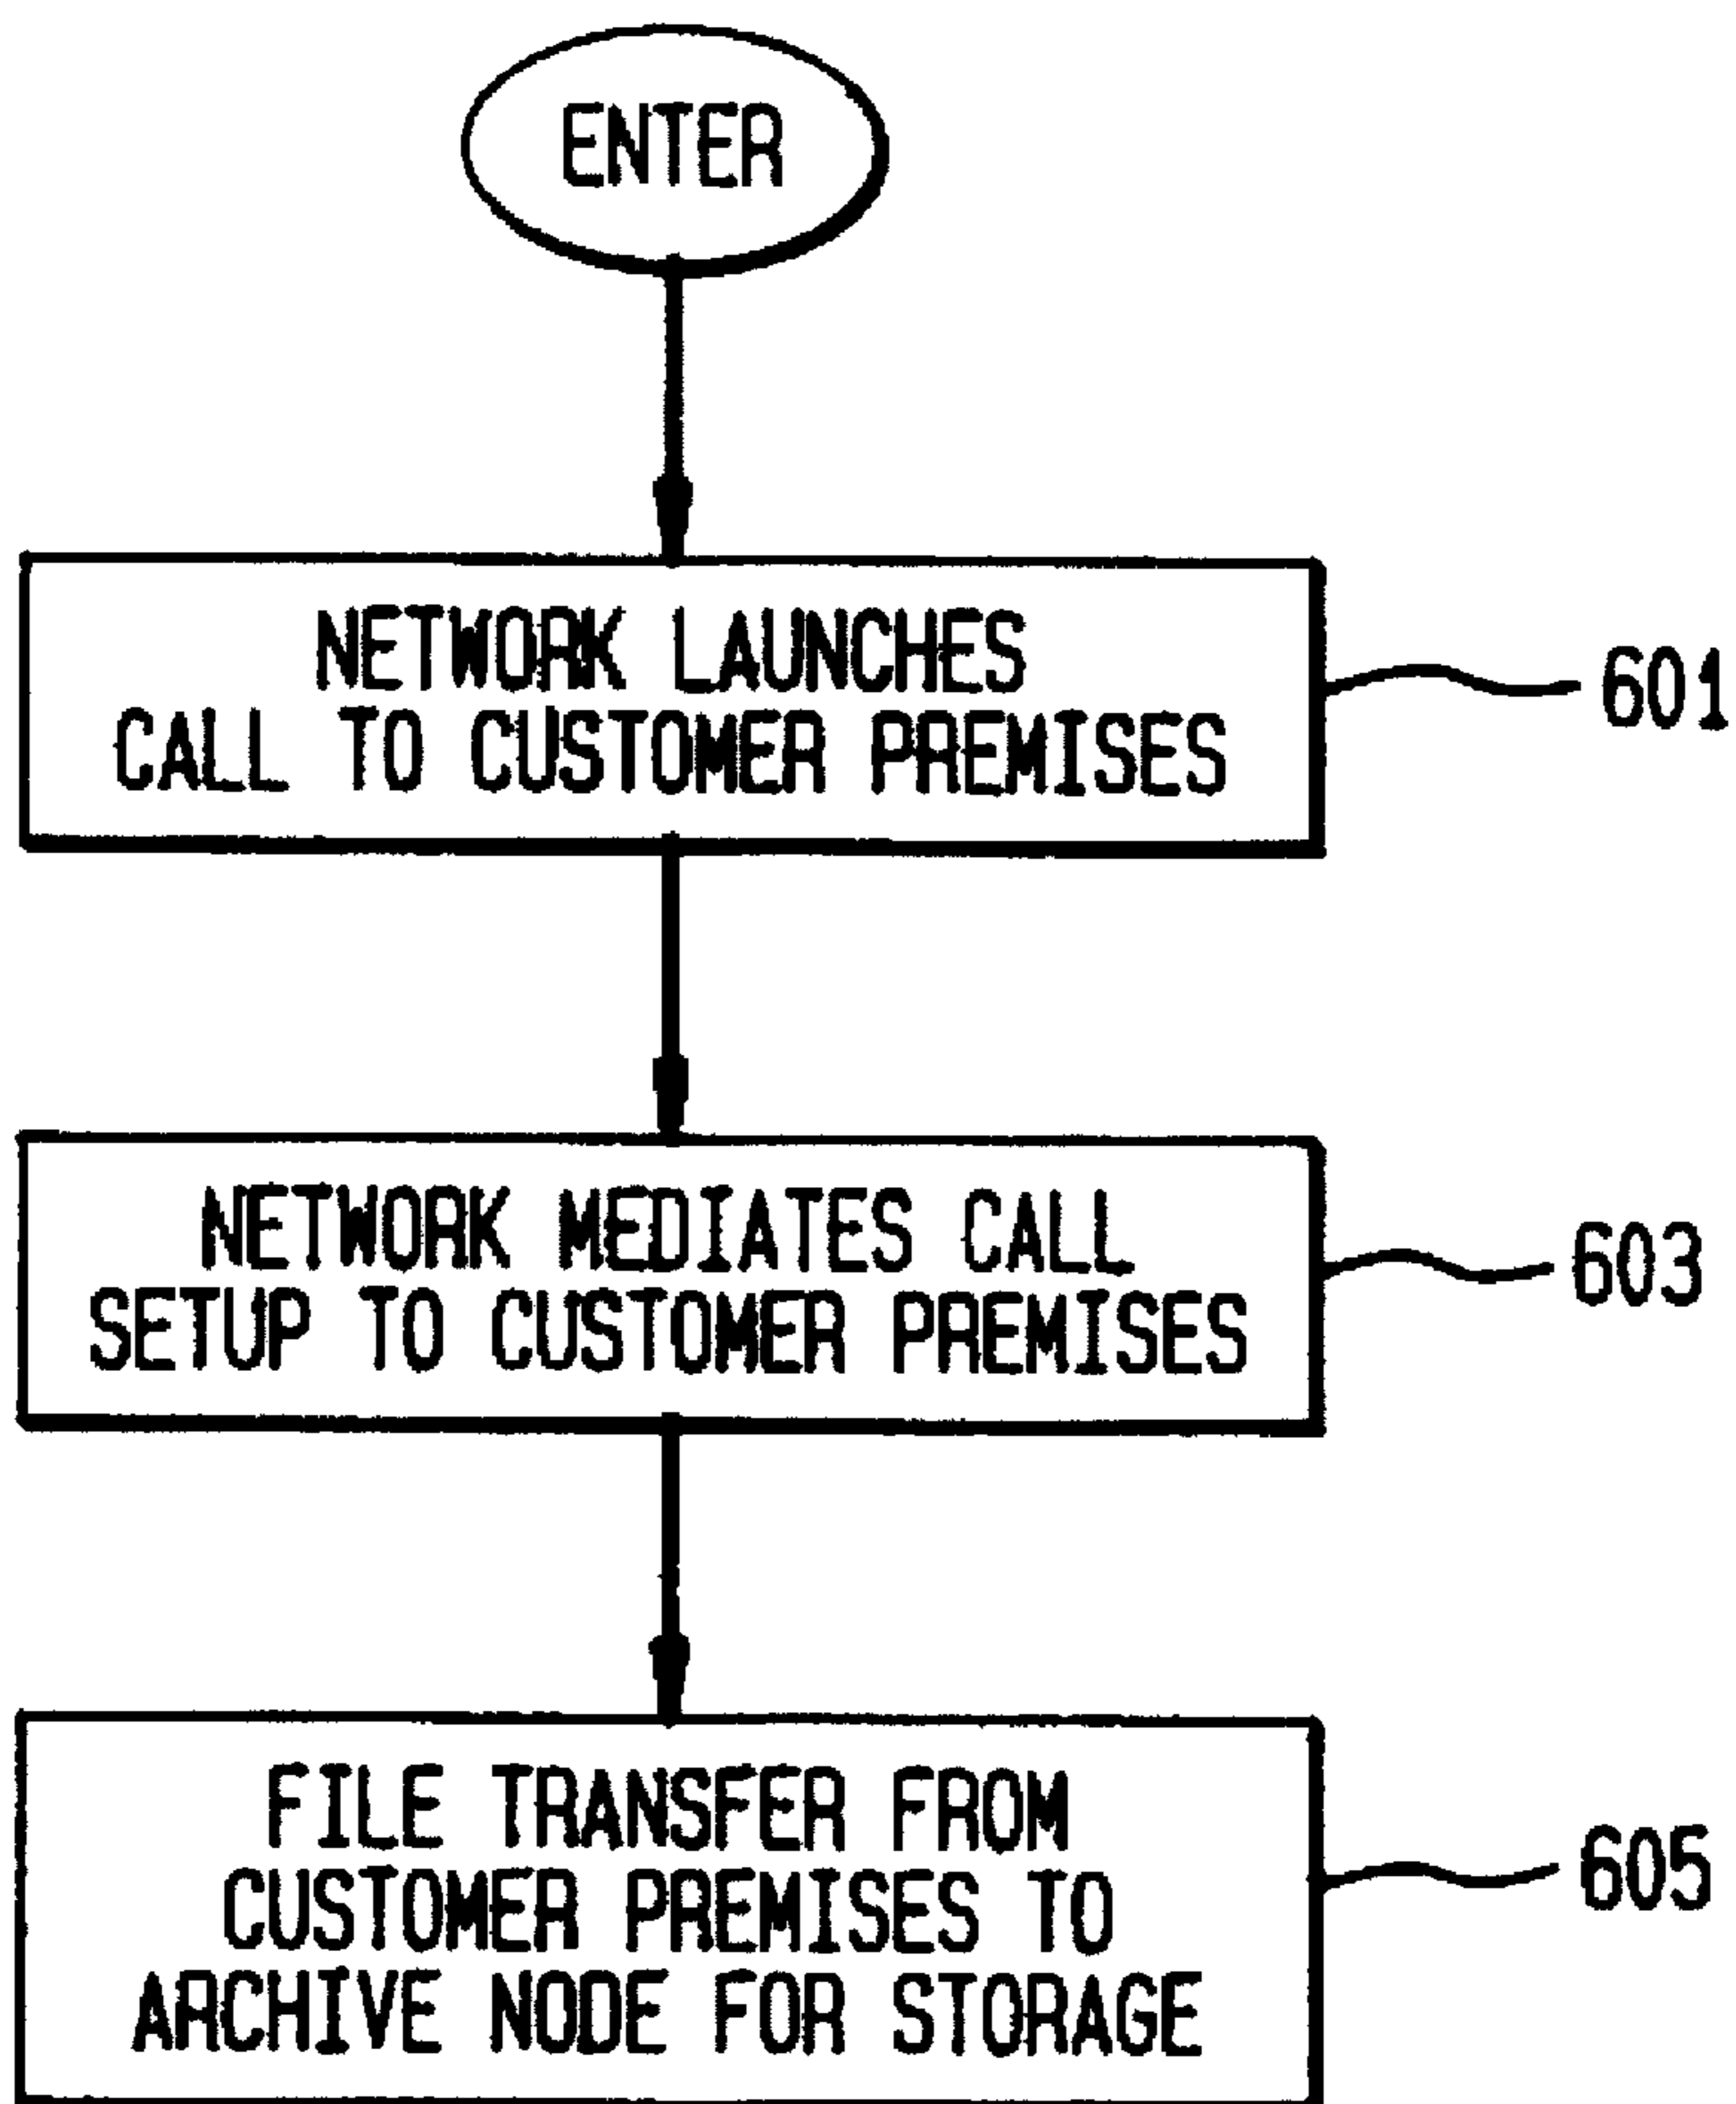 ENTER
NETWORK LAUNCHES
CALL TO CUSTOMER PREMISES
601
NETWORK MEDIATES CALL
SETUP TO CUSTOMER PREMISES
603
FILE TRANSFER FROM
CUSTOMER PREMISES TO
ARCHIVE NODE FOR STORAGE
605